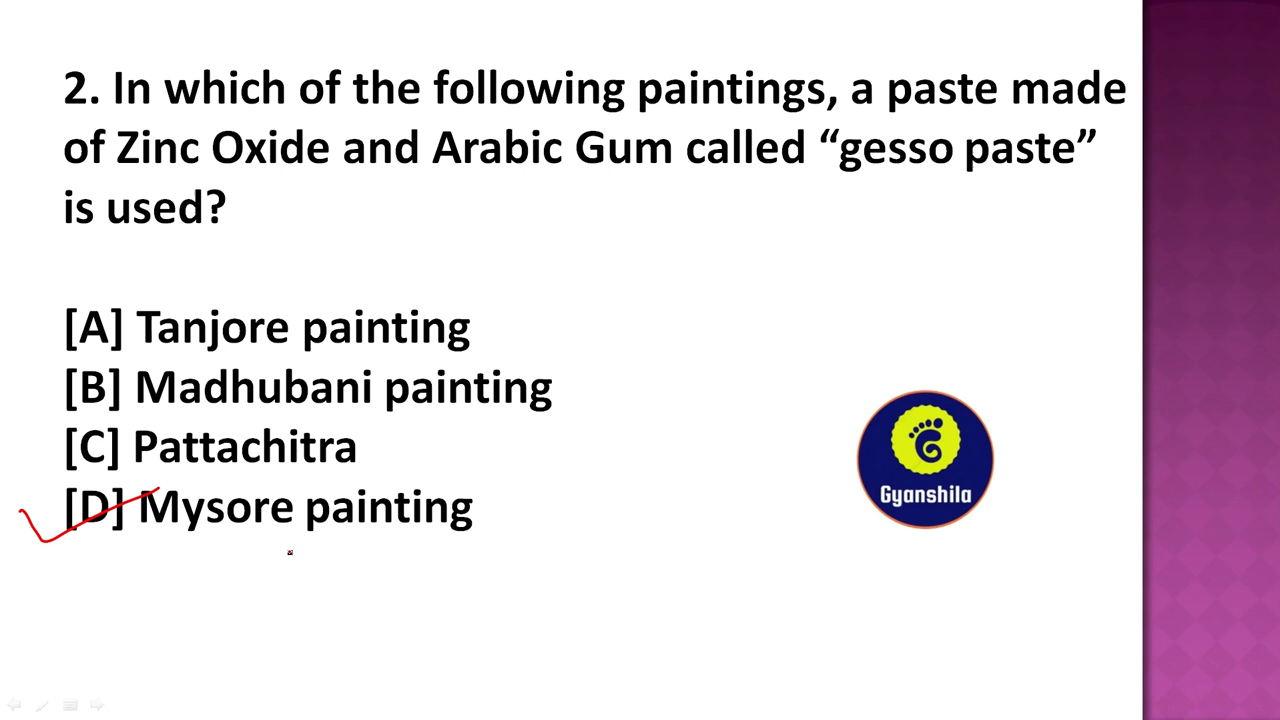 2. In which of the following paintings, a paste made
of Zinc Oxide and Arabic Gum called “gesso paste”
is used?
[A] Tanjore painting
[B] Madhubani painting
[C] Pattachitra
[D] Mysore painting
Gyanshila